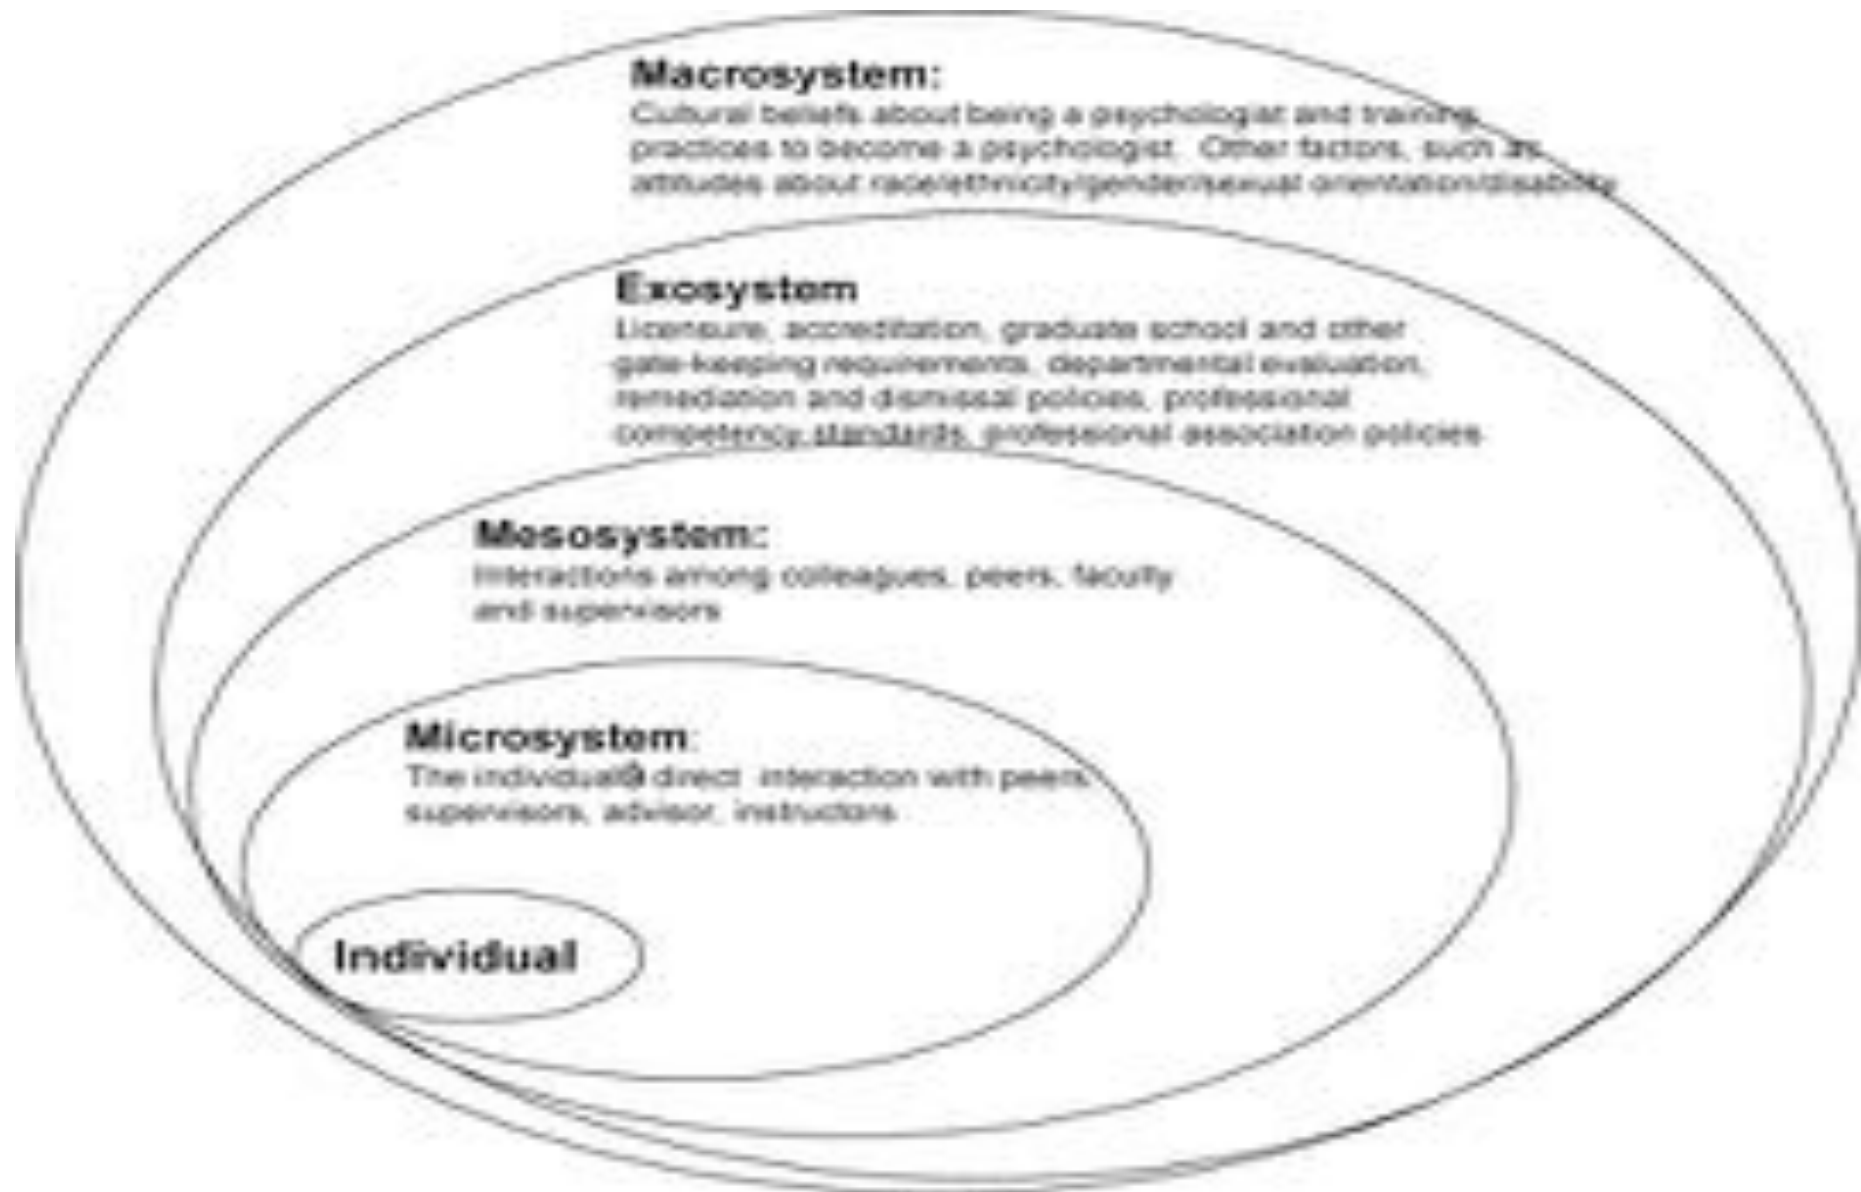 Macrosystem:
Cultural beliefs about being a psychologist and training
practices to become a psychologist. Other factors, such as
attitudes about race/ethnicity/gender/sexual orientation/disability
Exosystem
Licensure, accreditation, graduate school and other
gate-keeping requirements, departmental evaluation,
remediation and dismissal policies, professional
competency standards, professional association policies
Mesosystem:
Interactions among colleagues, peers, faculty
and supervisors
Microsystem:
The direct interaction with peers,
supervisors, advisor, instructors
Individual